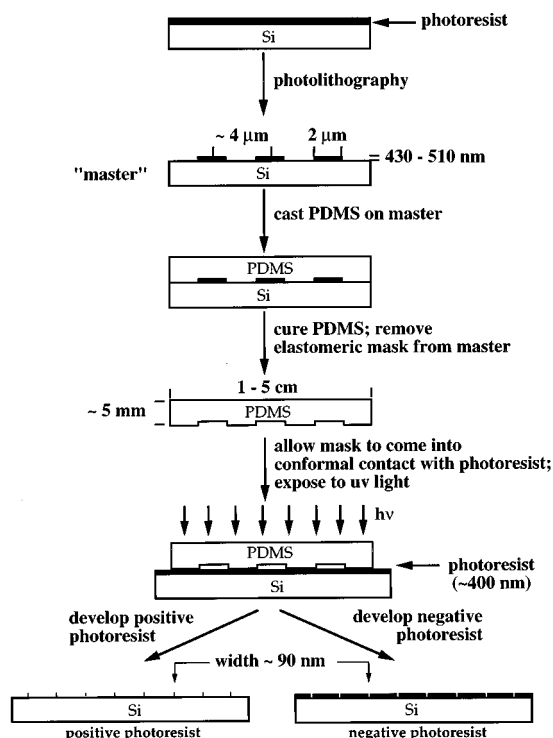 photoresist
Si
photolithography
~ 4 μm 2 μm
= 430 - 510 nm
"master"
Si
cast PDMS on master
PDMS
Si
cure PDMS; remove
elastomeric mask from master
1 - 5 cm
~ 5 mm
PDMS
allow mask to come into
conformal contact with photoresist;
expose to uv light
hν
PDMS
photoresist
(~400 nm)
Si
develop positive
photoresist
develop negative
photoresist
width ~ 90 nm
Si
Si
positive photoresist
negative photoresist